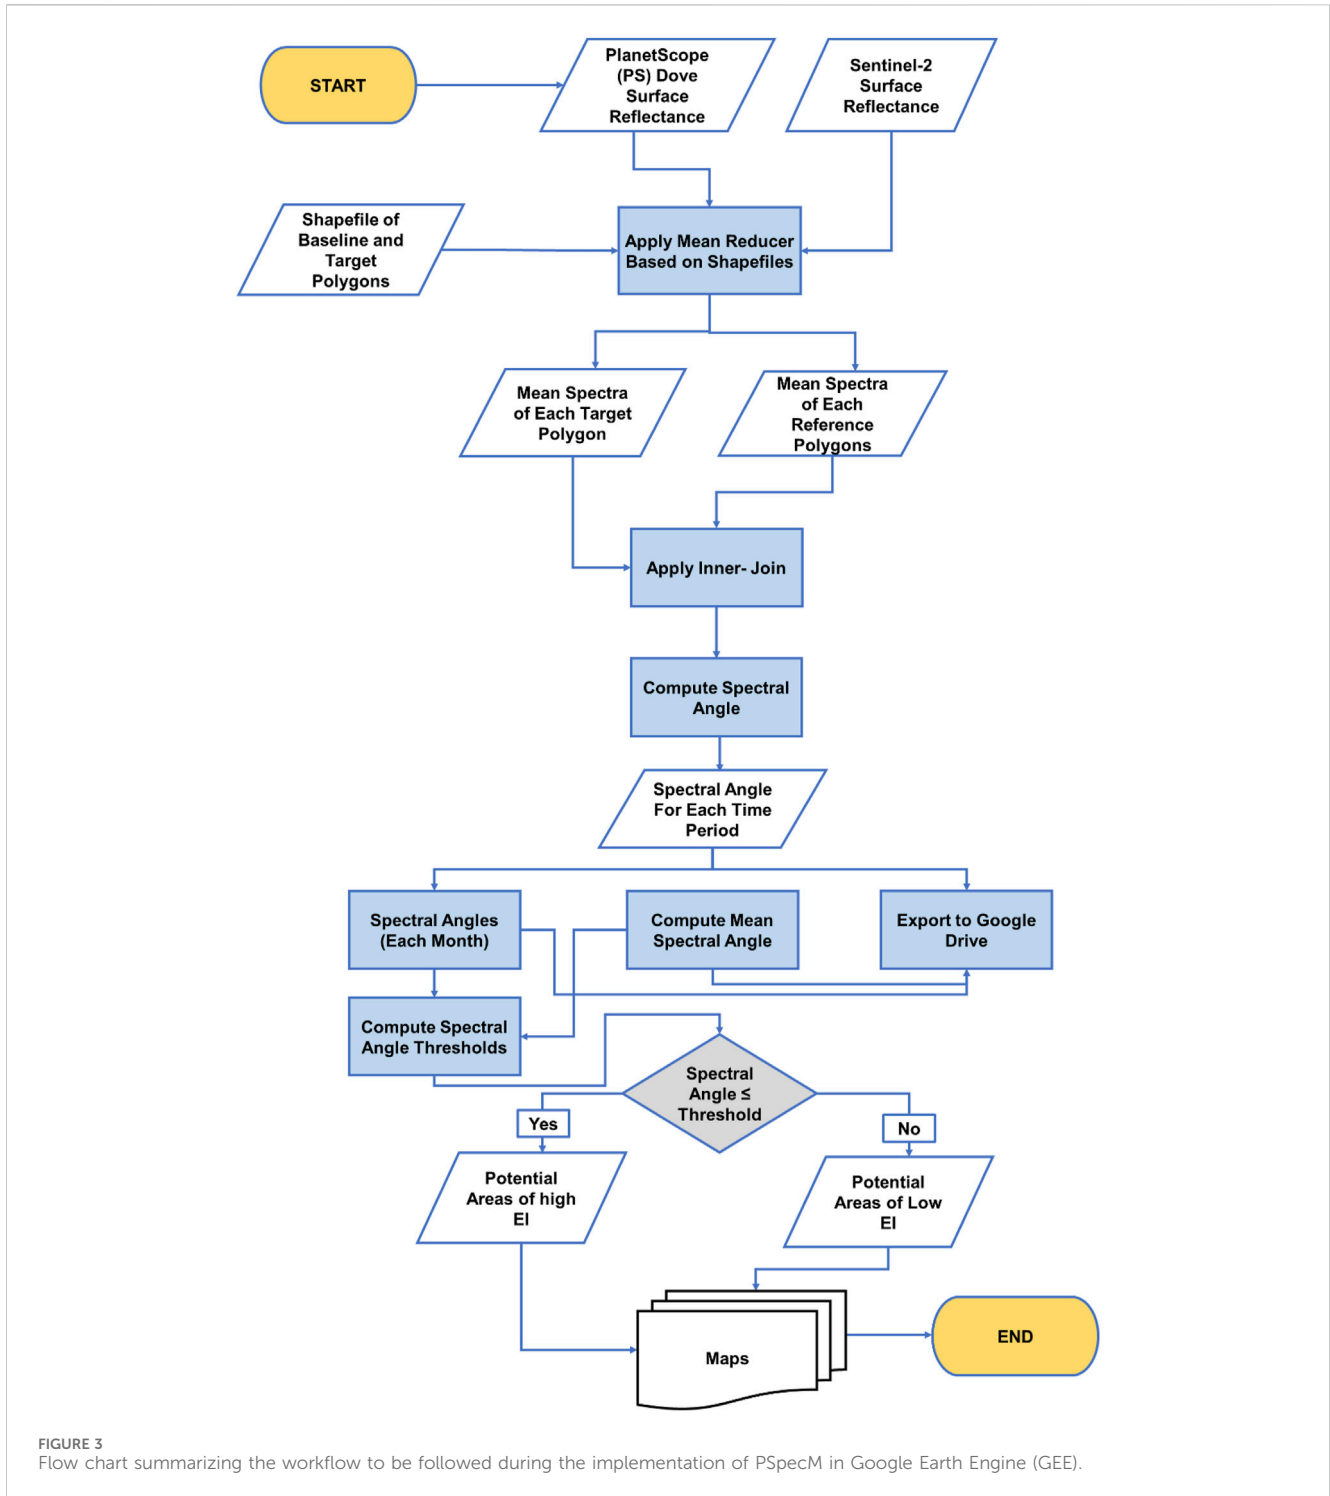 START
PlanetScope
(PS) Dove
Surface
Reflectance
Sentinel-2
Surface
Reflectance
Shapefile of
Baseline and
Target
Polygons
Apply Mean Reducer
Based on Shapefiles
Mean Spectra
of Each Target
Polygon
Mean Spectra
of Each
Reference
Polygons
Apply Inner- Join
Compute Spectral
Angle
Spectral Angle
For Each Time
Period
Spectral Angles
(Each Month)
Compute Mean
Spectral Angle
Export to Google
Drive
Compute Spectral
Angle Thresholds
Spectral
Angle ≤
Threshold
Yes
No
Potential
Areas of high
EI
Potential
Areas of Low
EI
Maps
END
FIGURE 3
Flow chart summarizing the workflow to be followed during the implementation of PSpecM in Google Earth Engine (GEE).